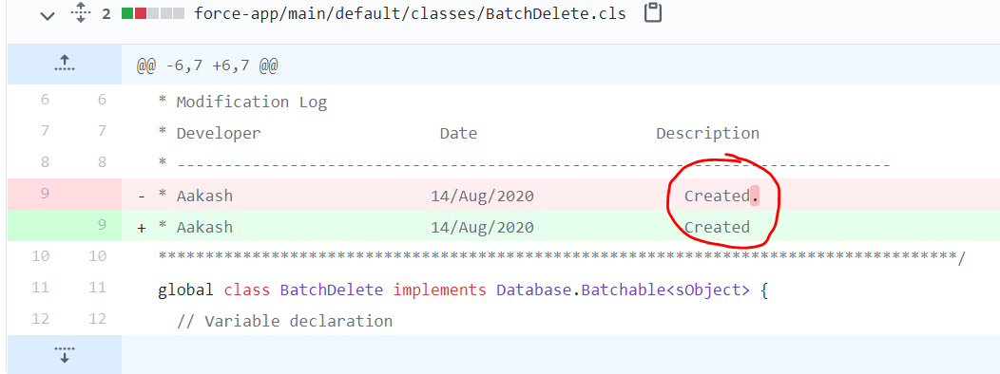 2 force-app/main/default/classes/BatchDelete.cls
@@ -6,7 +6,7 @@
6 6 * Modification Log
7 7 * Developer Date Description
8 8 * ----------------------------------------------------------------------------
9 - * Aakash 14/Aug/2020 Created.
9 + * Aakash 14/Aug/2020 Created
10 10 *************************************************************************************/
11 11 global class BatchDelete implements Database.Batchable<sObject> {
12 12 // Variable declaration